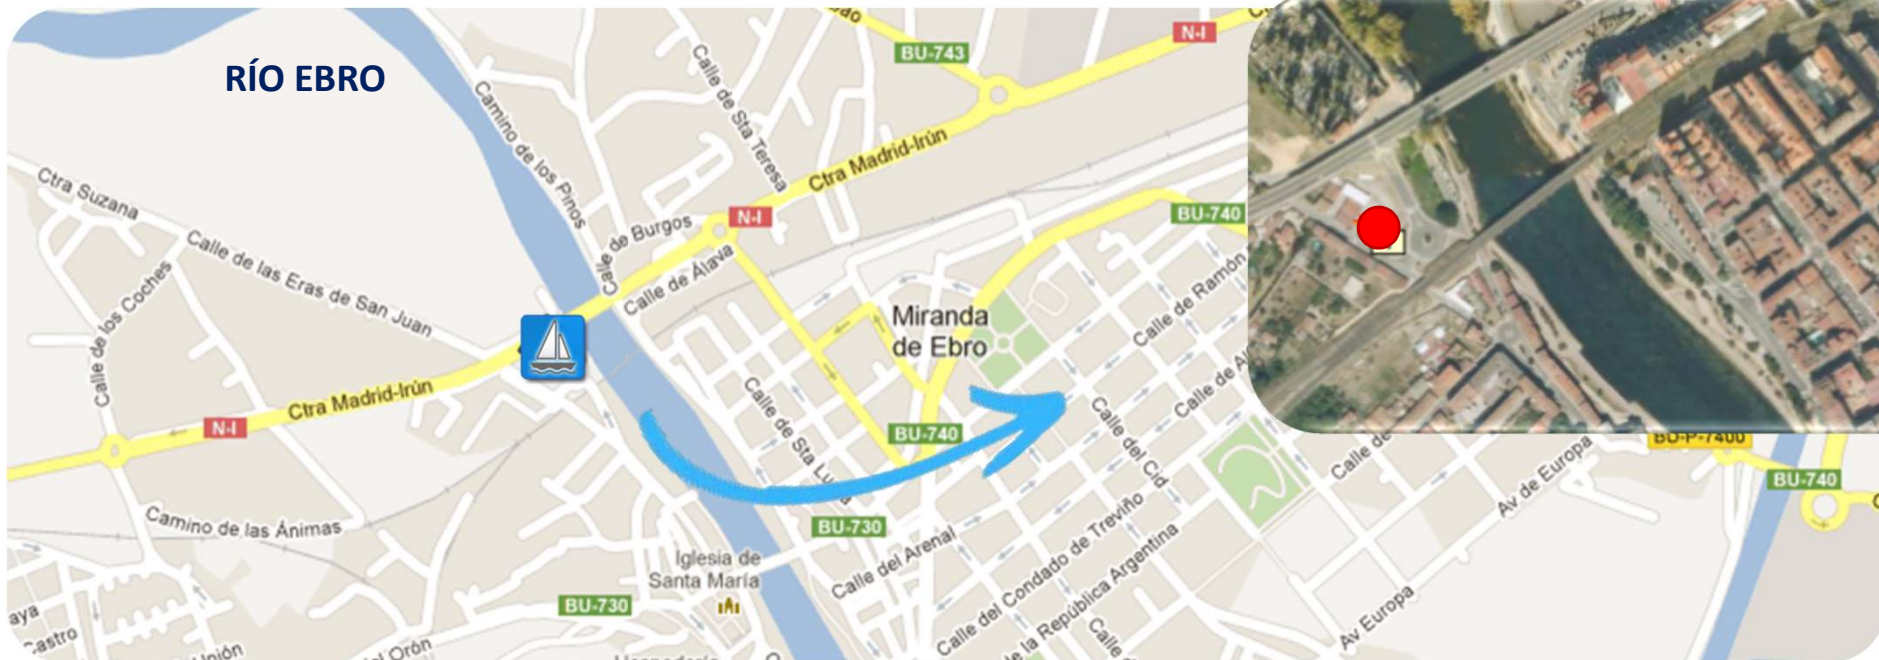 RÍO EBRO
BU-743
N-I
Calle de Sta Teresa
Camino de los Pinos
Ctra Madrid-Irún
Ctra Suzana
N-I
BU-740
Calle de Burgos
Calle de las Eras de San Juan
Calle de Álava
Calle de los Coches
Miranda
de Ebro
Calle de Ramón
Ctra Madrid-Irún
N-I
Calle de Sta Lucía
BU-740
Calle del Cid
Calle de
BU-P-7400
Av de Europa
BU-740
Camino de las Ánimas
BU-730
Iglesia de
Santa María
Calle del Arenal
Calle del Condado de Treviño
de la República Argentina
BU-730
Av Europa
Calle
Castro